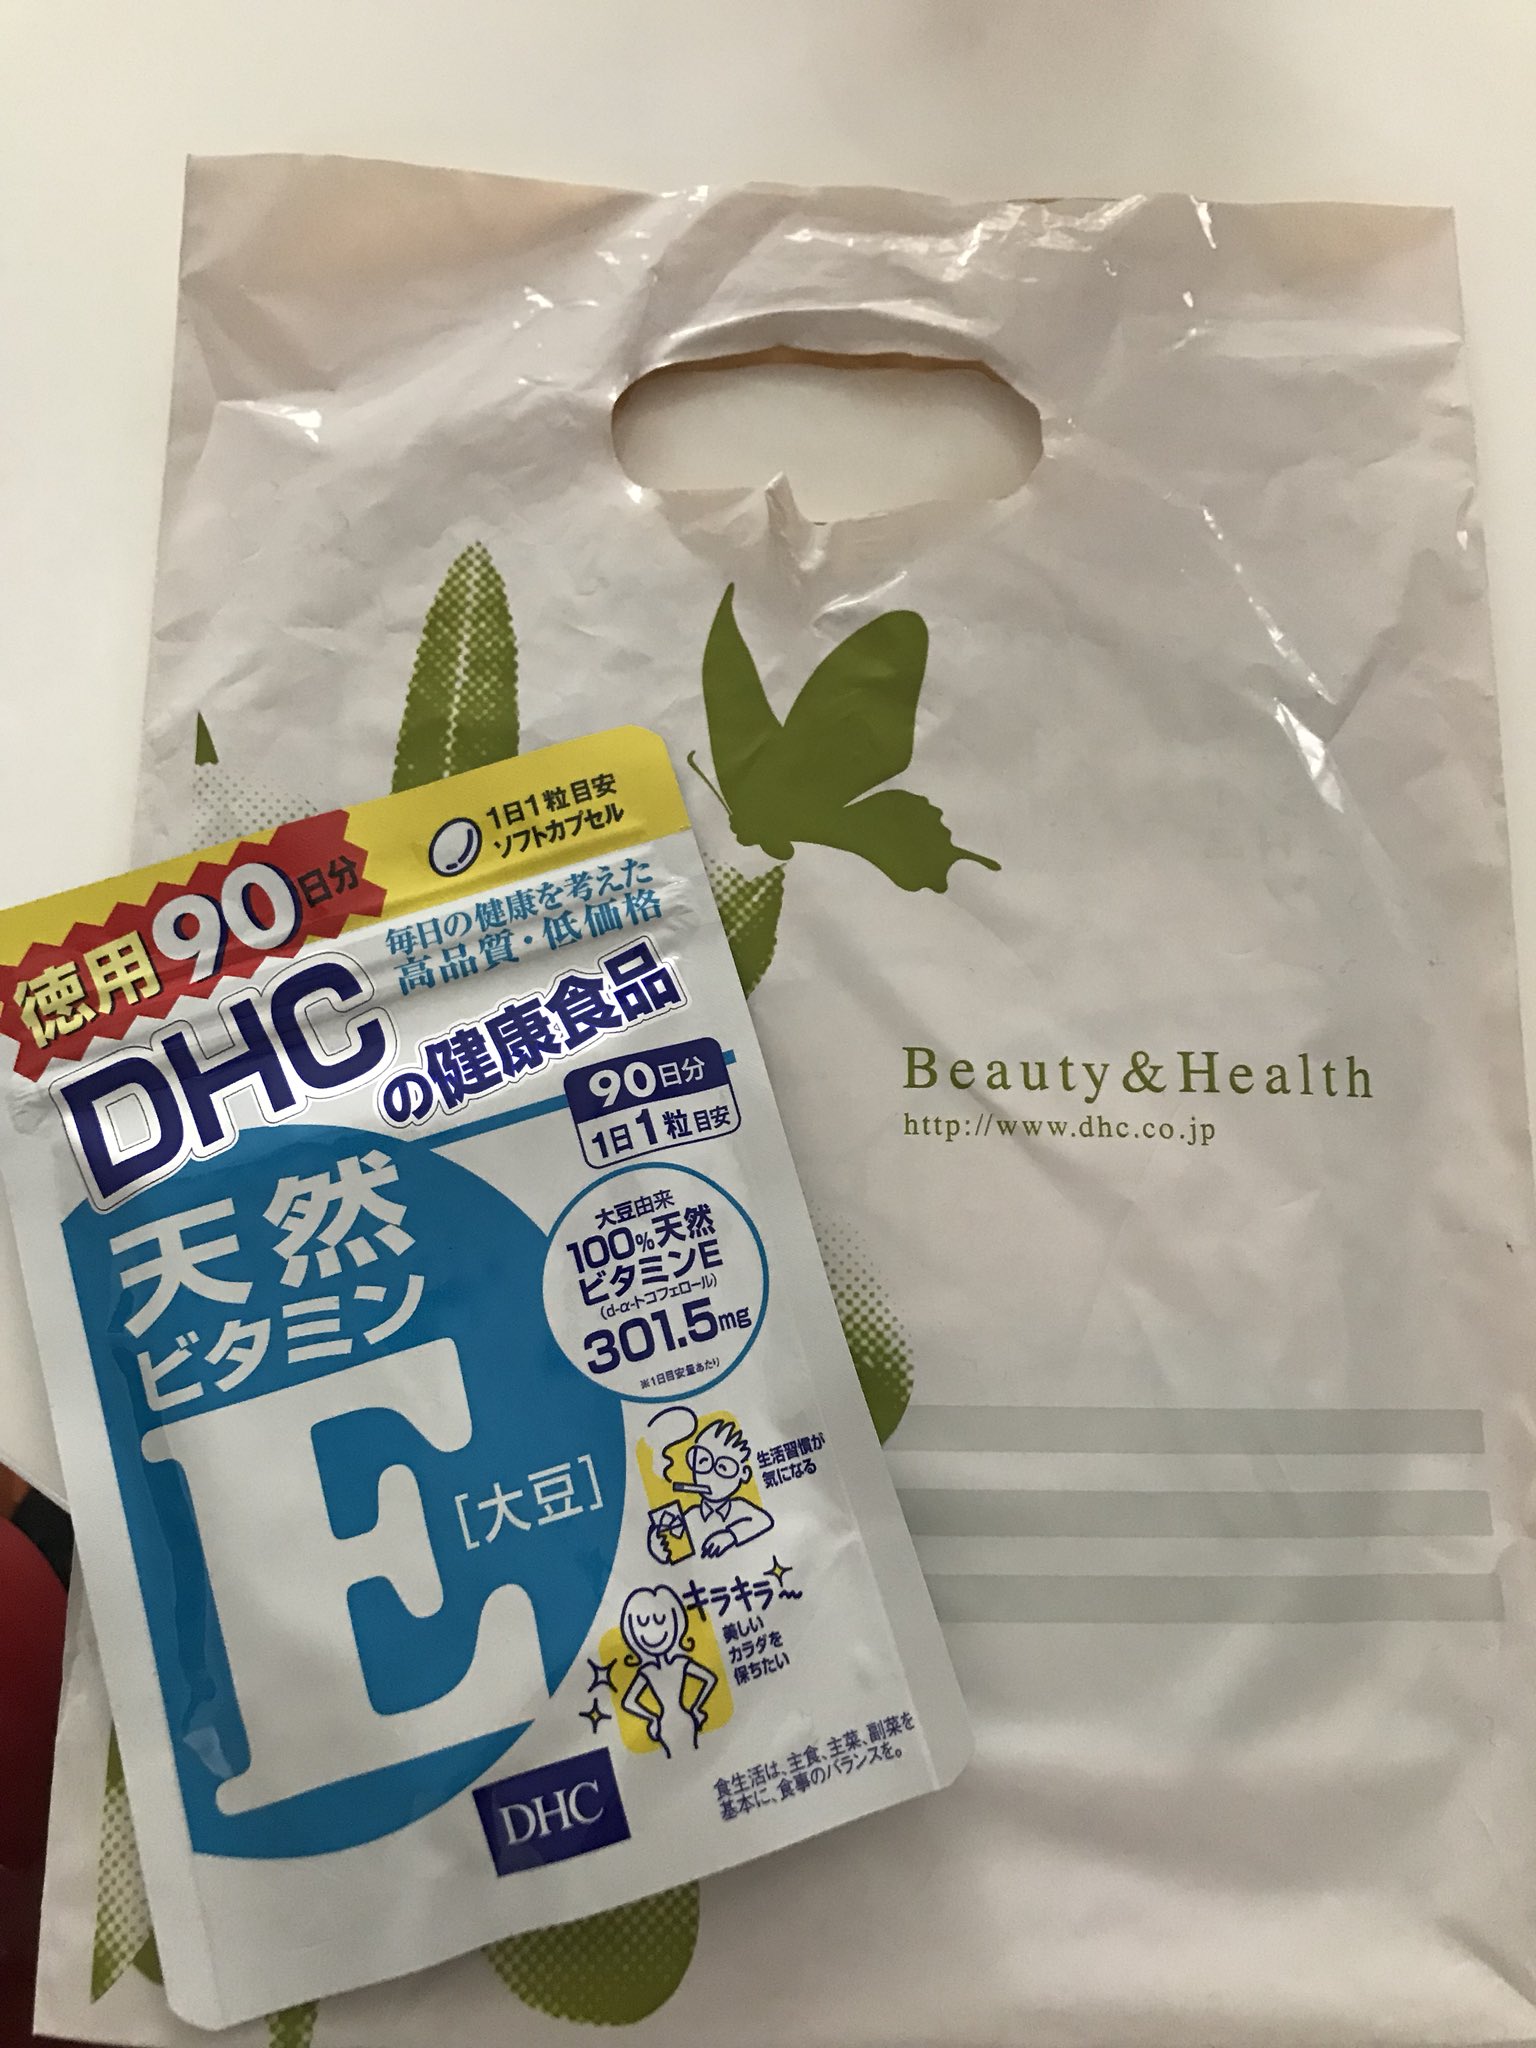 1日1粒目安
ソフトカプセル
徳用90日分
毎日の健康を考えた
高品質・低価格
DHCの健康食品
90日分
1日1粒目安
天然
ビタミン
E
[大豆]
大豆由来
100%天然
ビタミンE
(d-α-トコフェロール)
301.5mg
※1日目安量あたり
生活習慣が
気になる
キラキラ〜
美しい
カラダを
保ちたい
DHC
食生活は、主食、主菜、副菜を
基本に、食事のバランスを。
Beauty&Health
http://www.dhc.co.jp